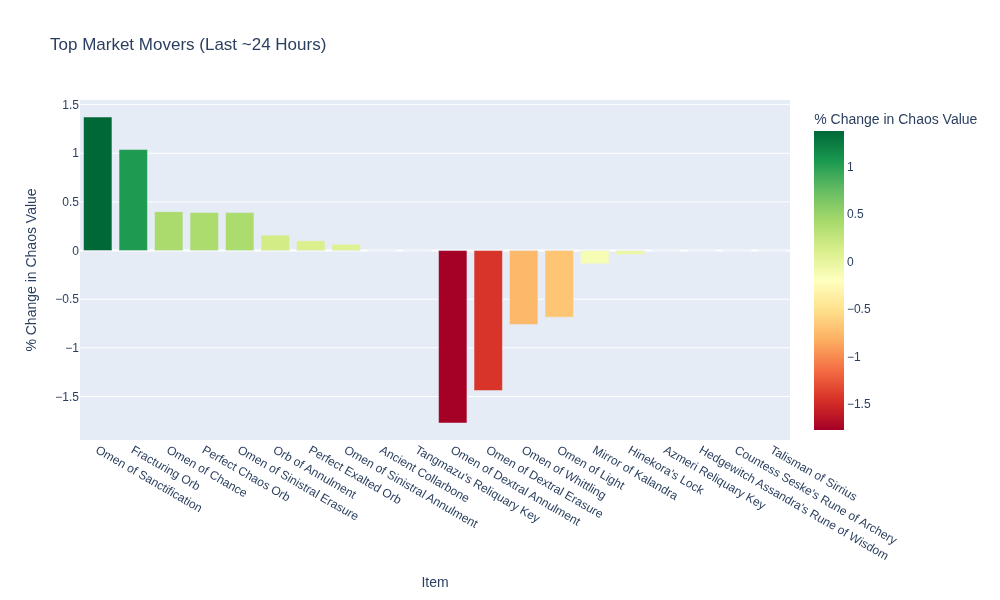 Top Market Movers (Last ~24 Hours)
% Change in Chaos Value
1.5
1
0.5
0
−0.5
−1
−1.5
% Change in Chaos Value
1
0.5
0
−0.5
−1
−1.5
Omen of Sanctification
Fracturing Orb
Omen of Chance
Perfect Chaos Orb
Omen of Sinistral Erasure
Orb of Annulment
Perfect Exalted Orb
Omen of Sinistral Annulment
Ancient Collarbone
Tangmazu's Reliquary Key
Omen of Dextral Annulment
Omen of Dextral Erasure
Omen of Whittling
Omen of Light
Mirror of Kalandra
Hinekora's Lock
Azmeri Reliquary Key
Hedgewitch Assandra's Rune of Wisdom
Countess Seske's Rune of Archery
Talisman of Sirrius
Item